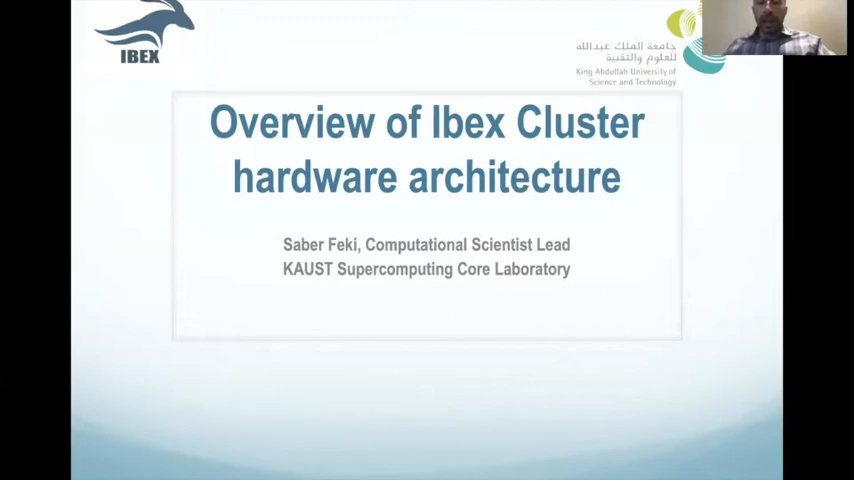 IBEX
جامعة الملك عبدالله
للعلوم والتقنية
King Abdullah University of
Science and Technology
Overview of Ibex Cluster
hardware architecture
Saber Feki, Computational Scientist Lead
KAUST Supercomputing Core Laboratory